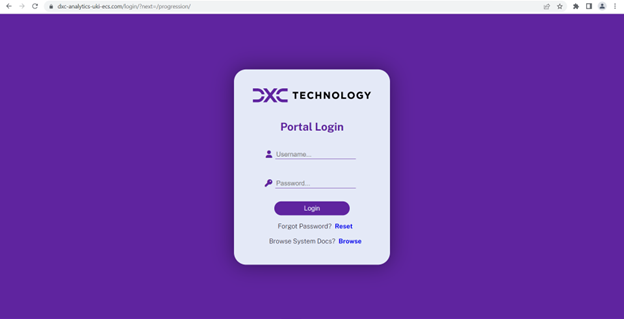 dxc-analytics-uki-ecs.com/login/?next=/progression/
DXC TECHNOLOGY
Portal Login
Username...
Password...
Login
Forgot Password? Reset
Browse System Docs? Browse